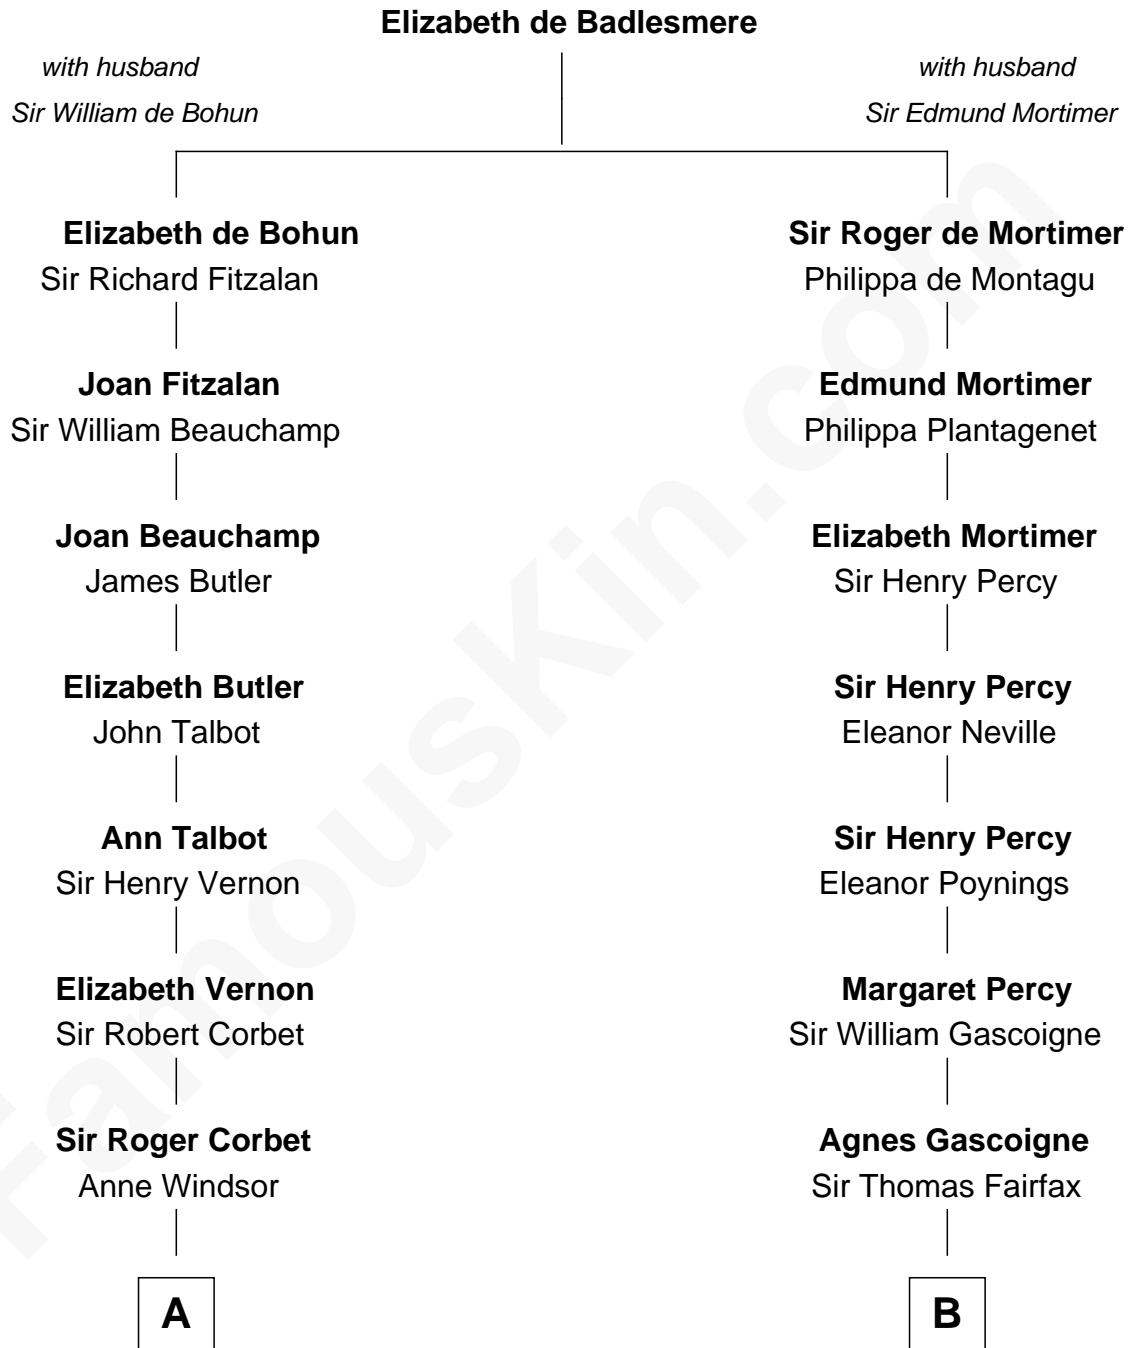 Elizabeth de Badlesmere
with husband
Sir William de Bohun
with husband
Sir Edmund Mortimer
Elizabeth de Bohun
Sir Richard Fitzalan
Sir Roger de Mortimer
Philippa de Montagu
Joan Fitzalan
Sir William Beauchamp
Edmund Mortimer
Philippa Plantagenet
Joan Beauchamp
James Butler
Elizabeth Mortimer
Sir Henry Percy
Elizabeth Butler
John Talbot
Sir Henry Percy
Eleanor Neville
Ann Talbot
Sir Henry Vernon
Sir Henry Percy
Eleanor Poynings
Elizabeth Vernon
Sir Robert Corbet
Margaret Percy
Sir William Gascoigne
Sir Roger Corbet
Anne Windsor
Agnes Gascoigne
Sir Thomas Fairfax
A
B
FamousKin.com